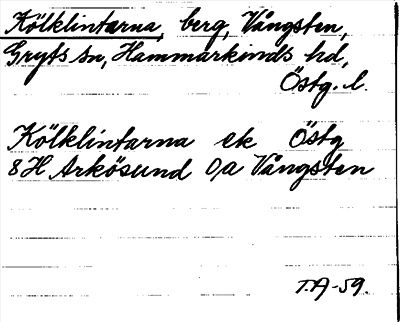 Kölklintarna, berg, Vångsten,
Gryts sn, Hammarkinds hd,
Östg. l.
Kölklintarna ek Östg
8H Arkösund 0,a Vångsten
T.A-59.